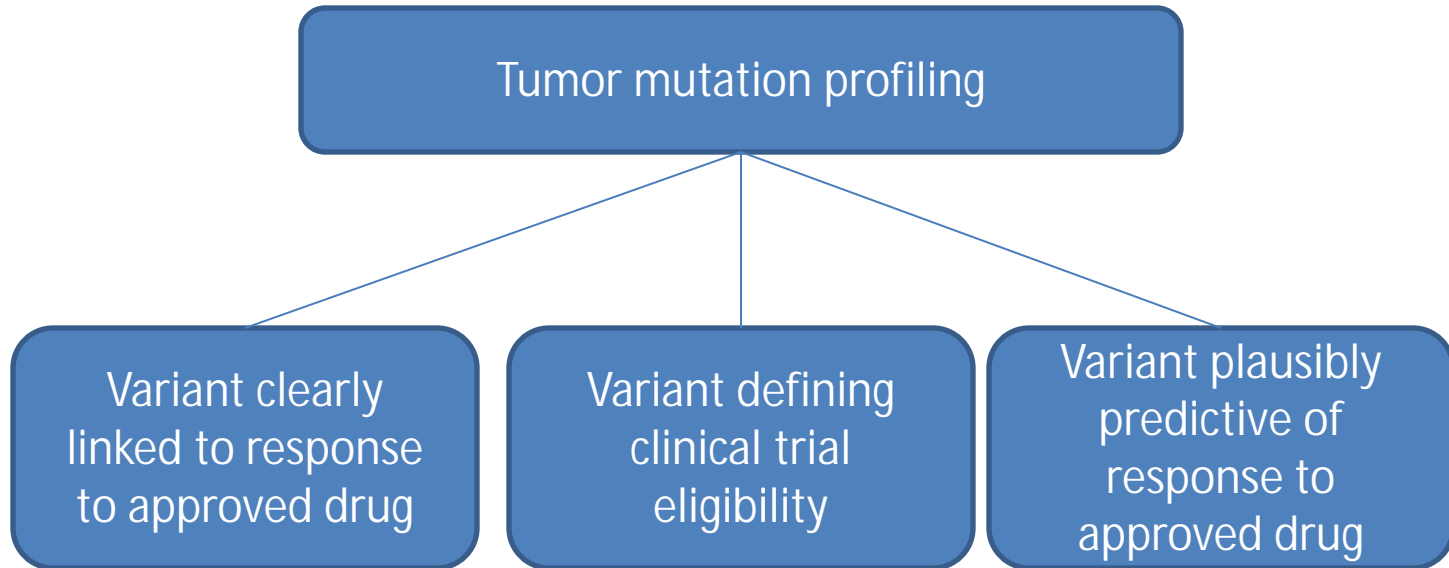 Tumor mutation profiling
Variant clearly
linked to response
to approved drug
Variant defining
clinical trial
eligibility
Variant plausibly
predictive of
response to
approved drug